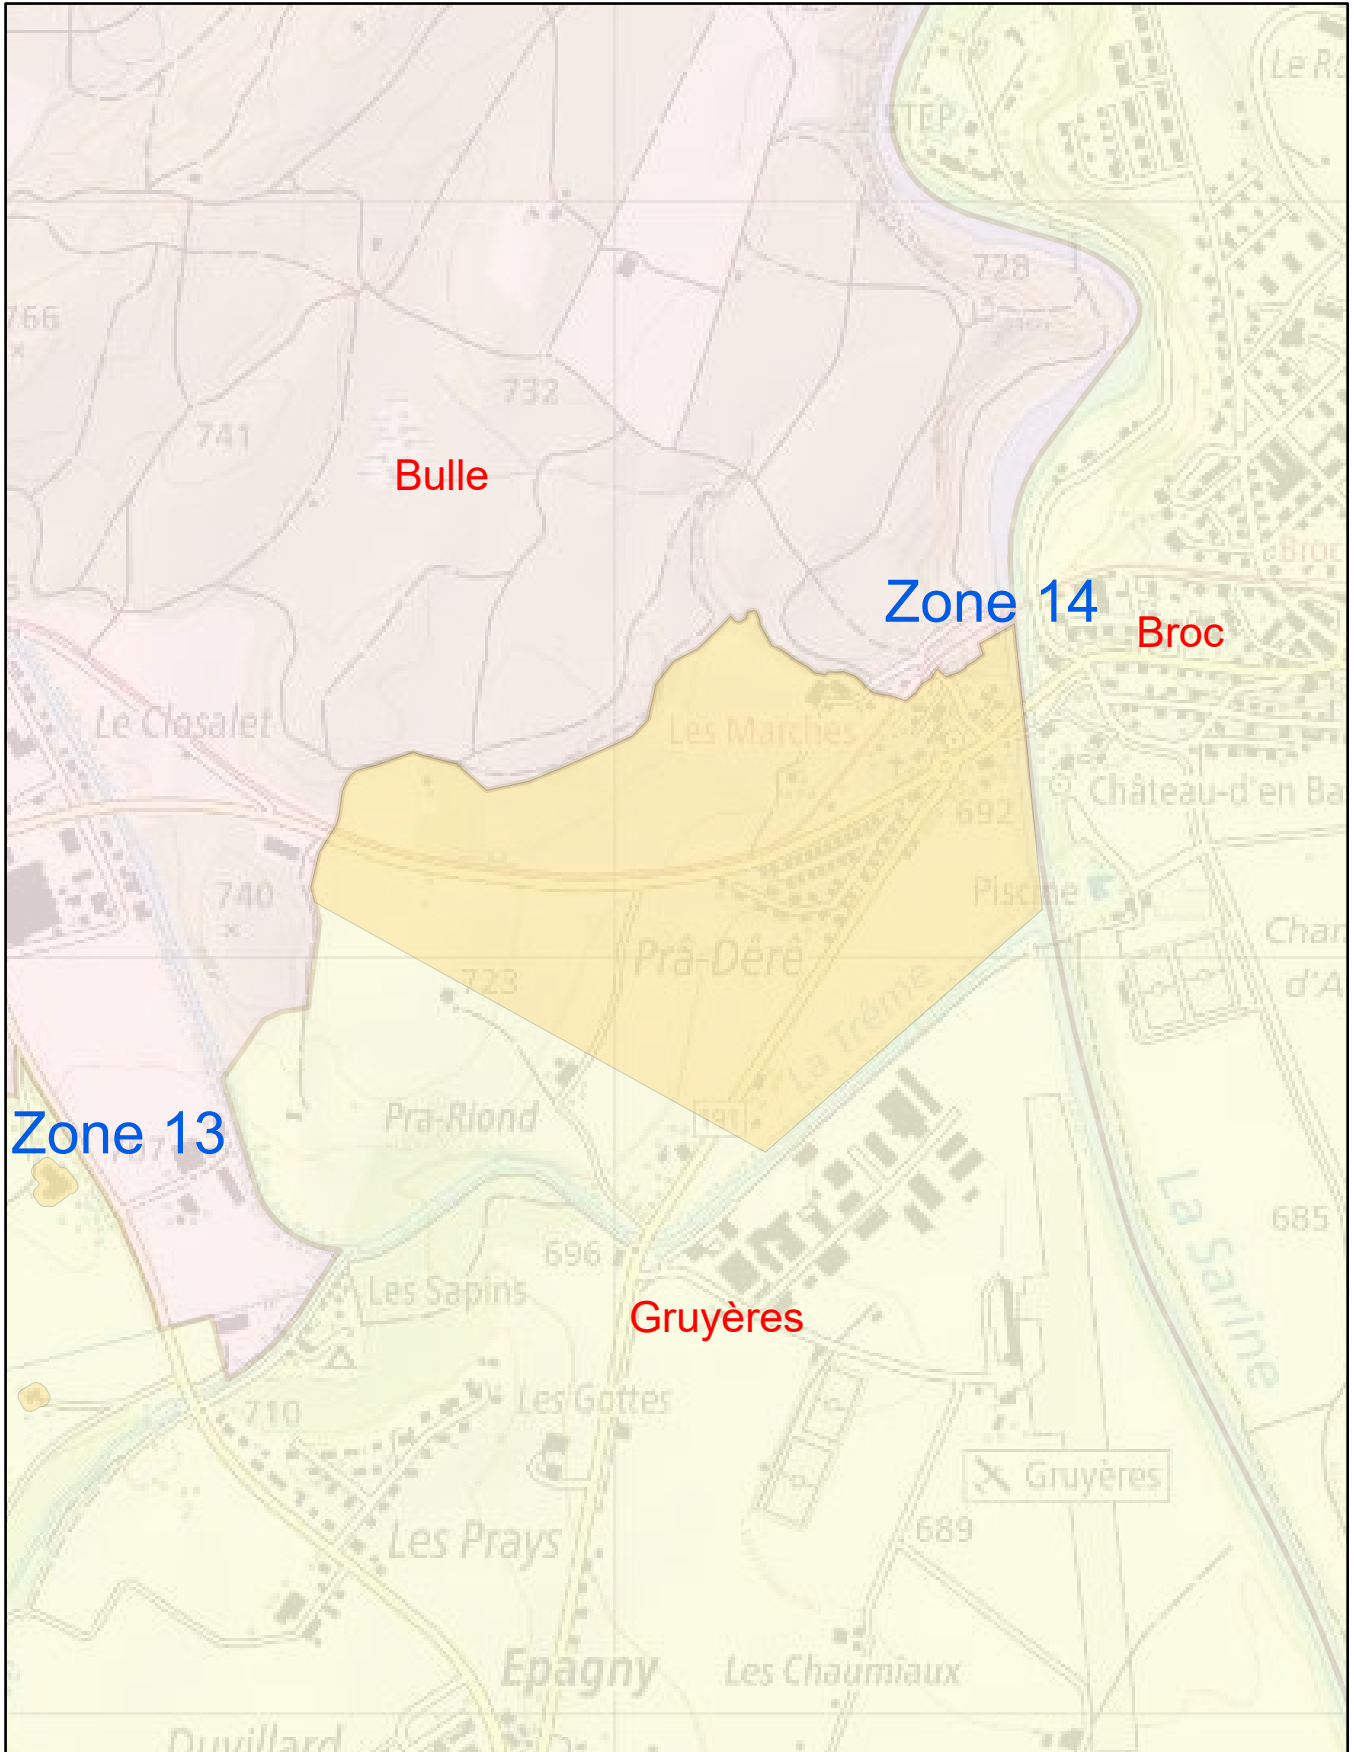 Le Ro
STEP
728
766
732
741
Bulle
Broc
Zone 14
Broc
Le Closalet
Les Marches
692
Château-d'en Ba
740
Piscine
Prâ-Dêrê
Chan
d'A
723
La Trême
Pra-Riond
Zone 13
685
La Sarine
696
Les Sapins
Gruyères
Les Gottes
710
Gruyères
689
Les Prays
Epagny
Les Chaumiaux
Duvillard